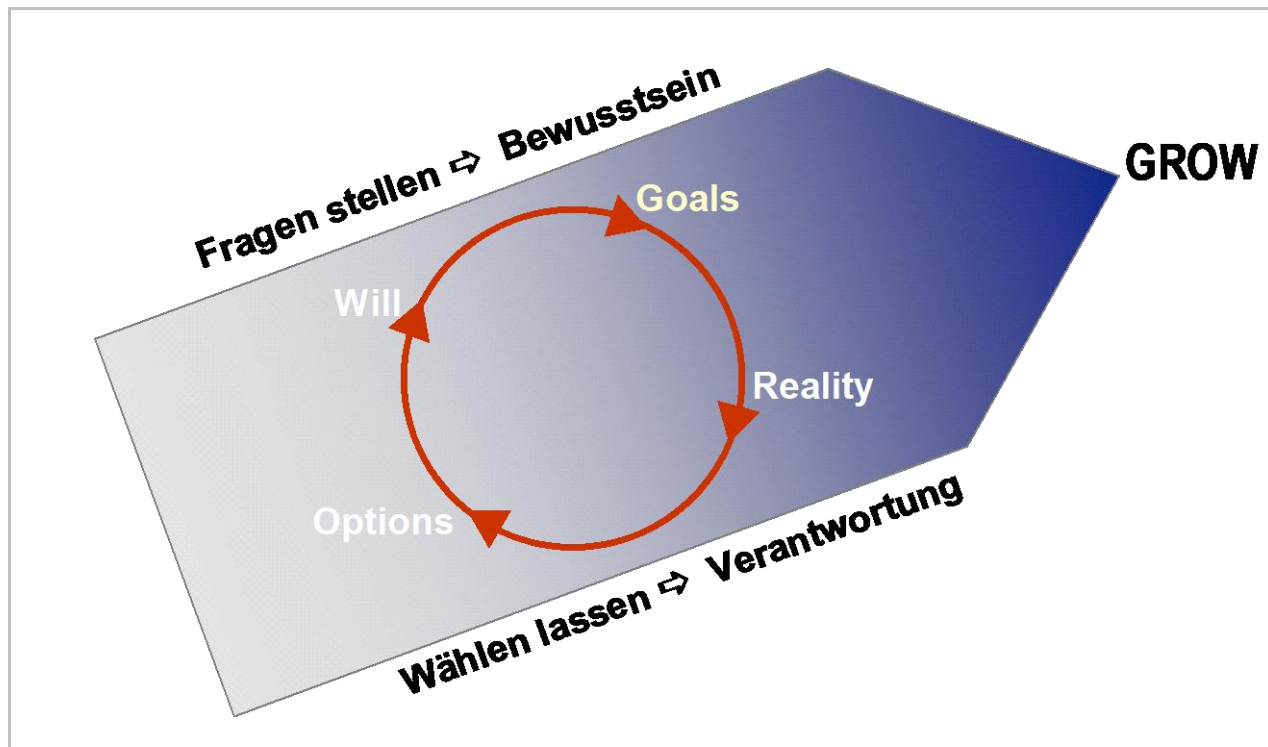 Fragen stellen ⇨ Bewusstsein
GROW
Goals
Will
Reality
Options
Wählen lassen ⇨ Verantwortung